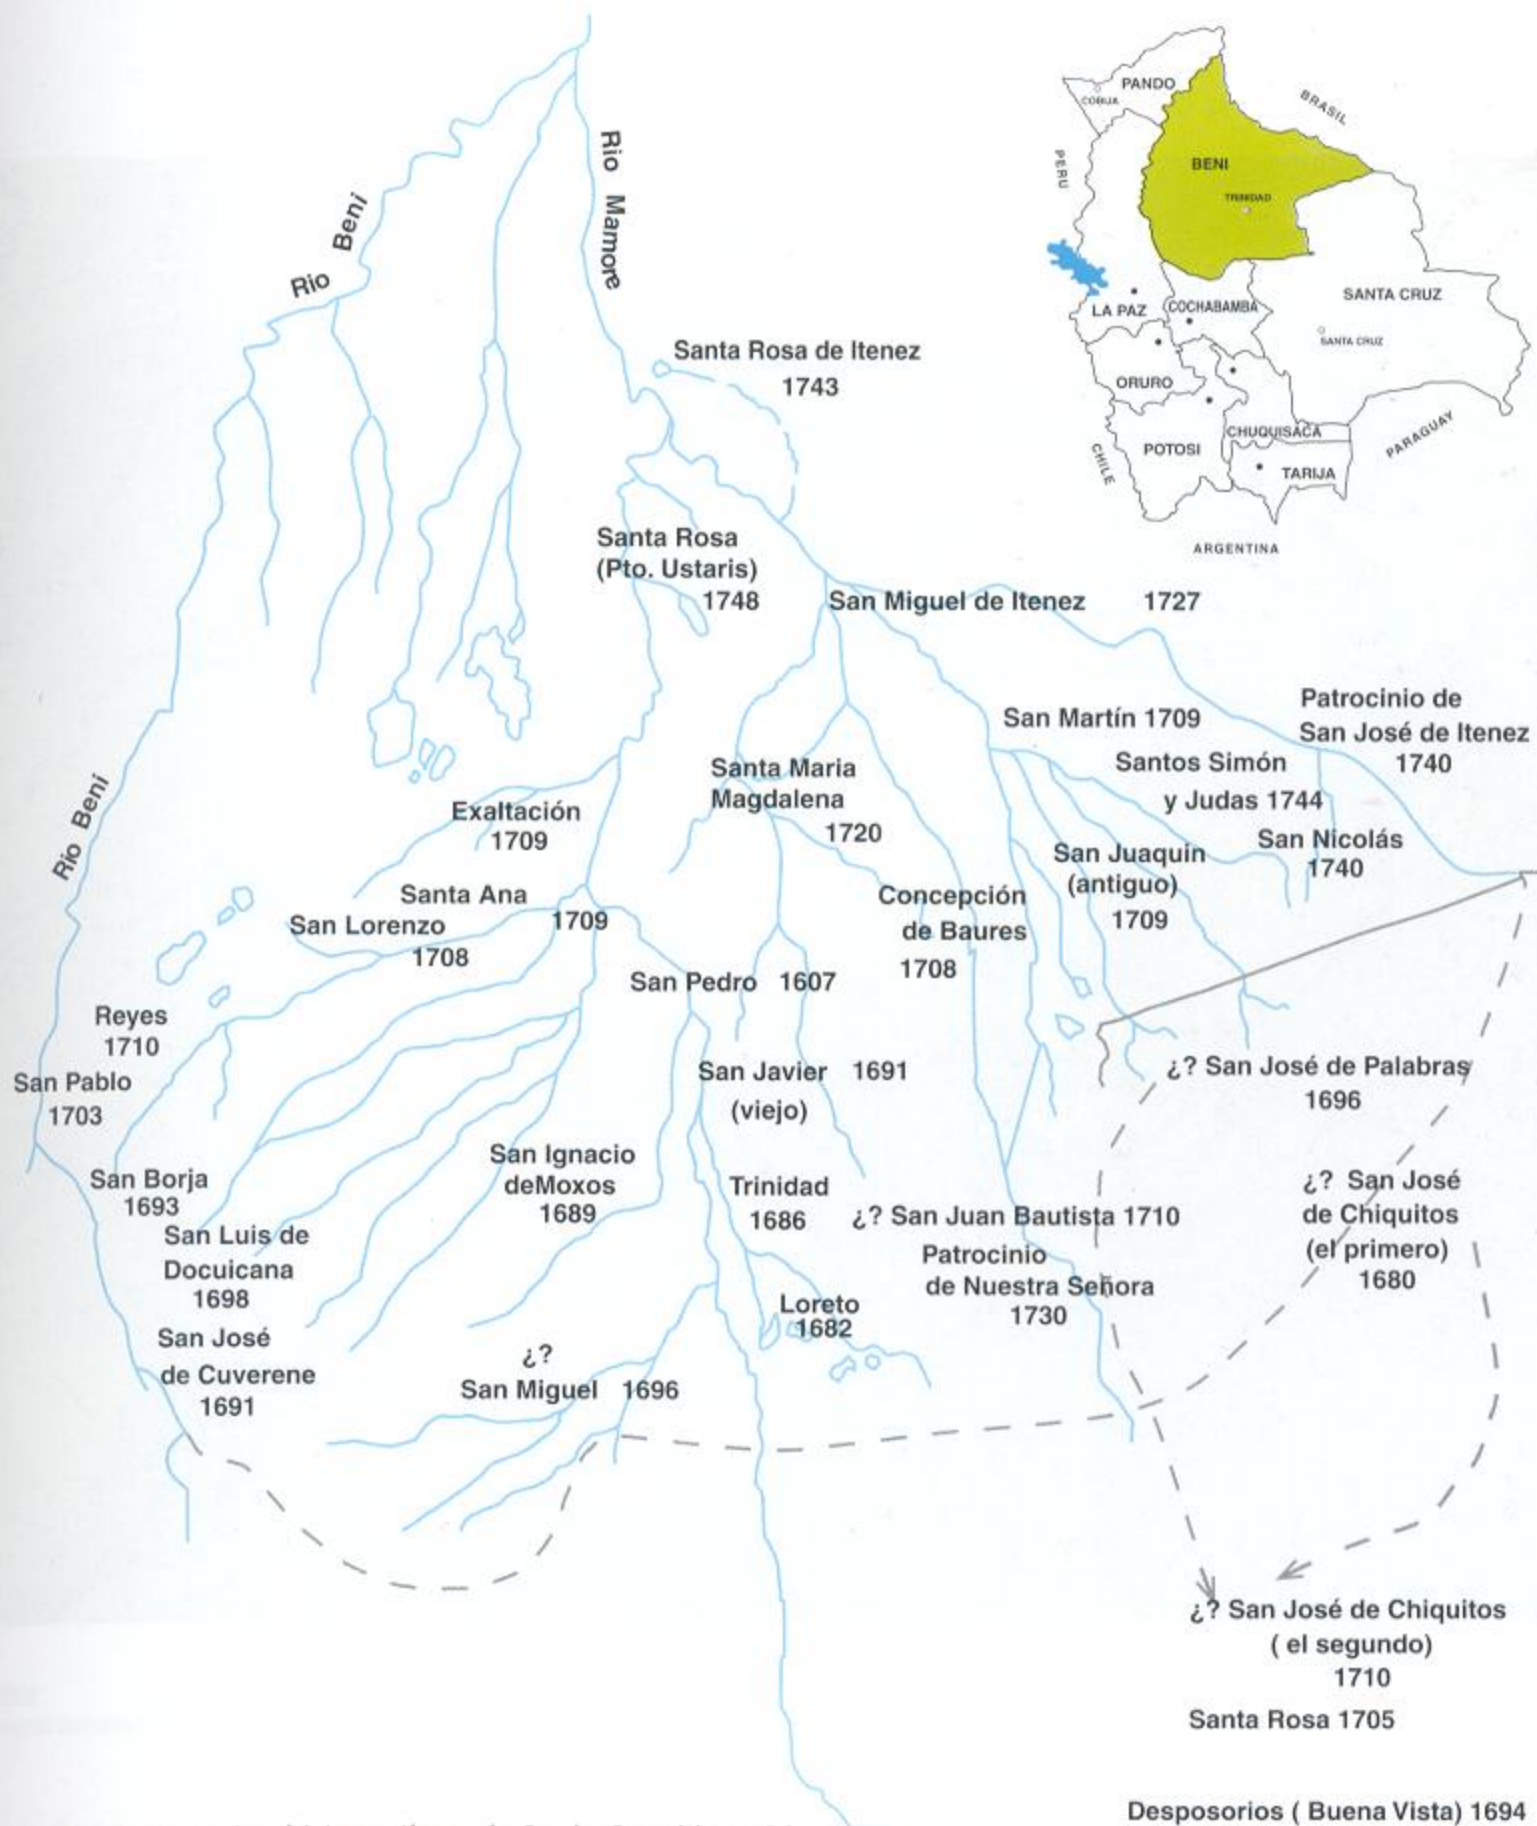 PANDO
COBIJA
BRASIL
PERU
BENI
TRINIDAD
LA PAZ
COCHABAMBA
SANTA CRUZ
SANTA CRUZ
ORURO
CHUQUISACA
POTOSI
TARIJA
CHILE
PARAGUAY
ARGENTINA
Rio Mamore
Rio Beni
Santa Rosa de Itenez
1743
Santa Rosa
(Pto. Ustaris)
1748
San Miguel de Itenez 1727
Patrocinio de
San José de Itenez
1740
San Martín 1709
Santos Simón
y Judas 1744
San Nicolás
1740
Santa Maria
Magdalena
1720
Rio Beni
Exaltación
1709
San Juaquin
(antiguo)
1709
Santa Ana
1709
San Lorenzo
1708
Concepción
de Baures
1708
San Pedro 1607
Reyes
1710
San Pablo
1703
San Javier 1691
(viejo)
¿? San José de Palabras
1696
San Borja
1693
San Ignacio
deMoxos
1689
Trinidad
1686
¿? San Juan Bautista 1710
¿? San José
de Chiquitos
(el primero)
1680
San Luis de
Docuicana
1698
Patrocinio
de Nuestra Señora
1730
Loreto
1682
San José
de Cuverene
1691
¿?
San Miguel 1696
¿? San José de Chiquitos
( el segundo)
1710
Santa Rosa 1705
Desposorios ( Buena Vista) 1694